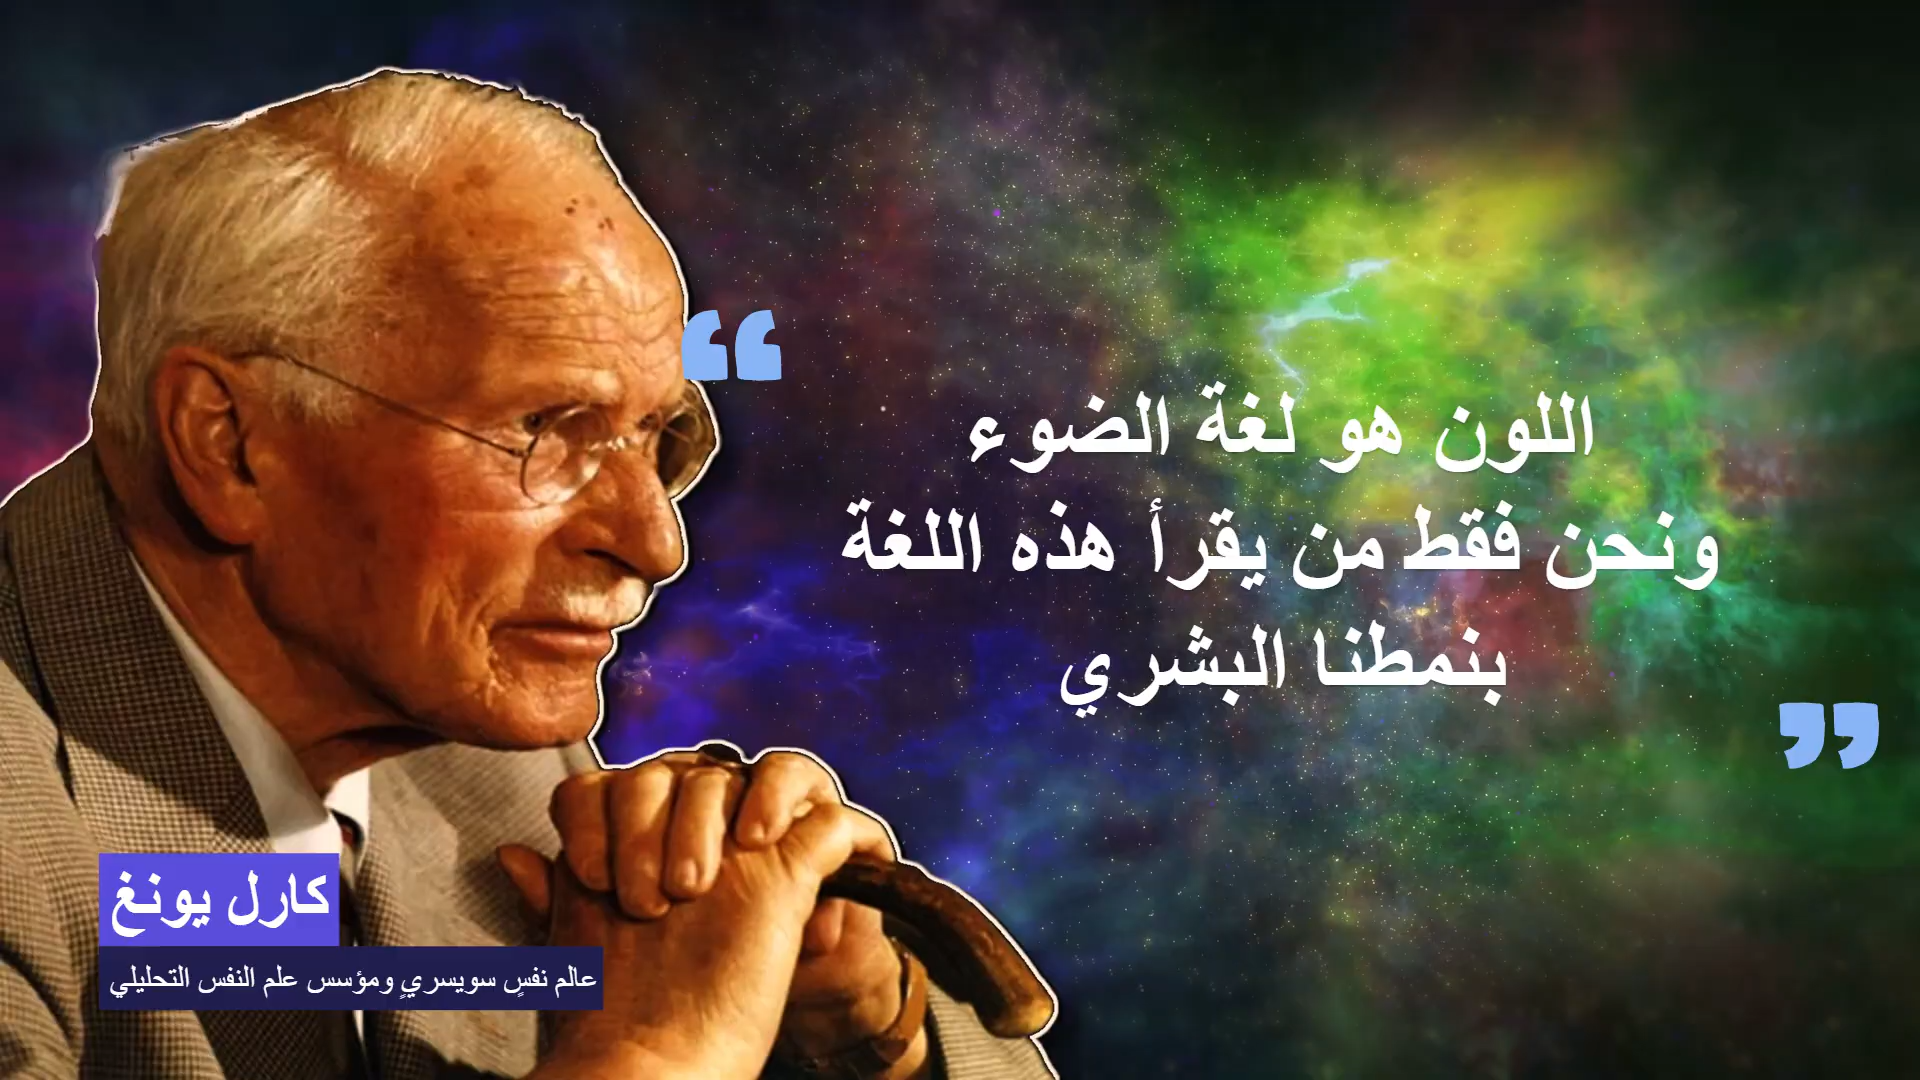 اللون هو لغة الضوء
ونحن فقط من يقرأ هذه اللغة
بنمطنا البشري
كارل يونغ
عالم نفسٍ سويسريٍ ومؤسس علم النفس التحليلي